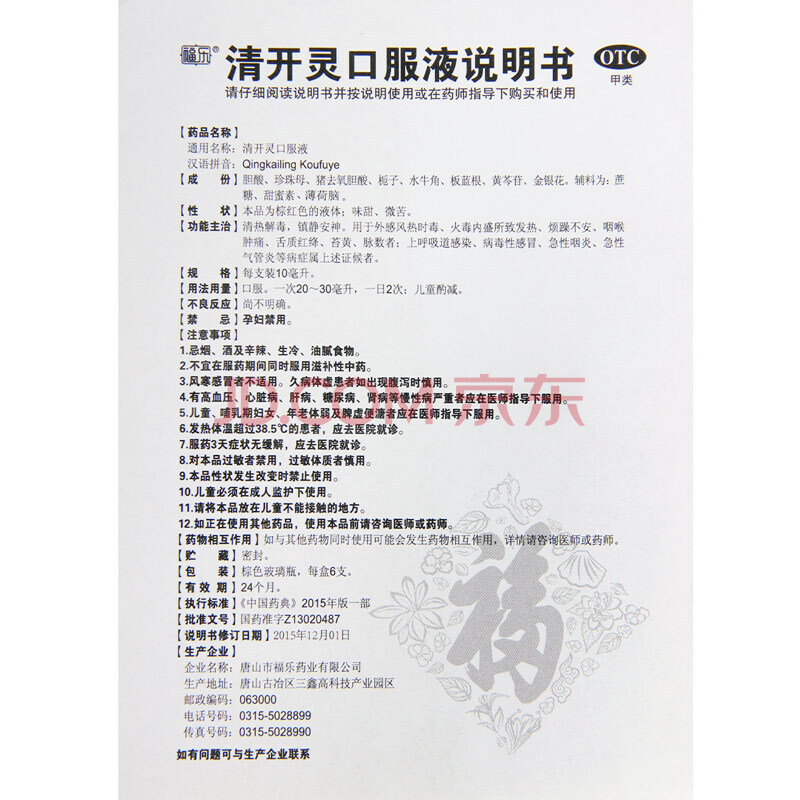 福乐 清开灵口服液说明书 OTC
甲类
请仔细阅读说明书并按说明使用或在药师指导下购买和使用
【药品名称】
通用名称：清开灵口服液
汉语拼音：Qingkailing Koufuye
【成　份】胆酸、珍珠母、猪去氧胆酸、栀子、水牛角、板蓝根、黄芩苷、金银花。辅料为：蔗
糖、甜蜜素、薄荷脑。
【性　状】本品为棕红色的液体；味甜、微苦。
【功能主治】清热解毒，镇静安神。用于外感风热时毒、火毒内盛所致发热、烦躁不安、咽喉
肿痛、舌质红绛、苔黄、脉数者；上呼吸道感染、病毒性感冒、急性咽炎、急性
气管炎等病症属上述证候者。
【规　格】每支装10毫升。
【用法用量】口服。一次20～30毫升，一日2次；儿童酌减。
【不良反应】尚不明确。
【禁　忌】孕妇禁用。
【注意事项】
1.忌烟、酒及辛辣、生冷、油腻食物。
2.不宜在服药期间同时服用滋补性中药。
3.风寒感冒者不适用。久病体虚患者如出现腹泻时慎用。
4.有高血压、心脏病、肝病、糖尿病、肾病等慢性病严重者应在医师指导下服用。
5.儿童、哺乳期妇女、年老体弱及脾虚便溏者应在医师指导下服用。
6.发热体温超过38.5℃的患者，应去医院就诊。
7.服药3天症状无缓解，应去医院就诊。
8.对本品过敏者禁用，过敏体质者慎用。
9.本品性状发生改变时禁止使用。
10.儿童必须在成人监护下使用。
11.请将本品放在儿童不能接触的地方。
12.如正在使用其他药品，使用本品前请咨询医师或药师。
【药物相互作用】如与其他药物同时使用可能会发生药物相互作用，详情请咨询医师或药师。
【贮　藏】密封。
【包　装】棕色玻璃瓶，每盒6支。
【有 效 期】24个月。
【执行标准】《中国药典》2015年版一部
【批准文号】国药准字Z13020487
【说明书修订日期】2015年12月01日
【生产企业】
企业名称：唐山市福乐药业有限公司
生产地址：唐山古冶区三鑫高科技产业园区
邮政编码：063000
电话号码：0315-5028899
传真号码：0315-5028990
如有问题可与生产企业联系
福
JD.COM 京东